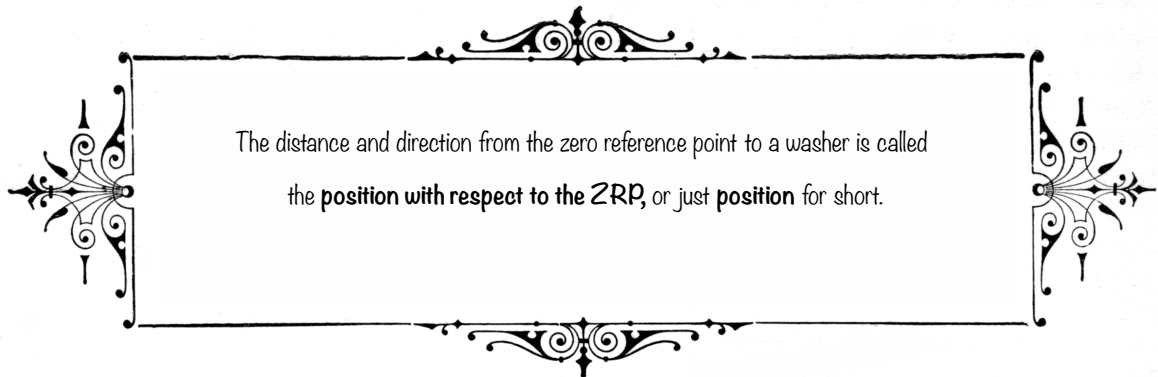 The distance and direction from the zero reference point to a washer is called
the position with respect to the ZRP, or just position for short.